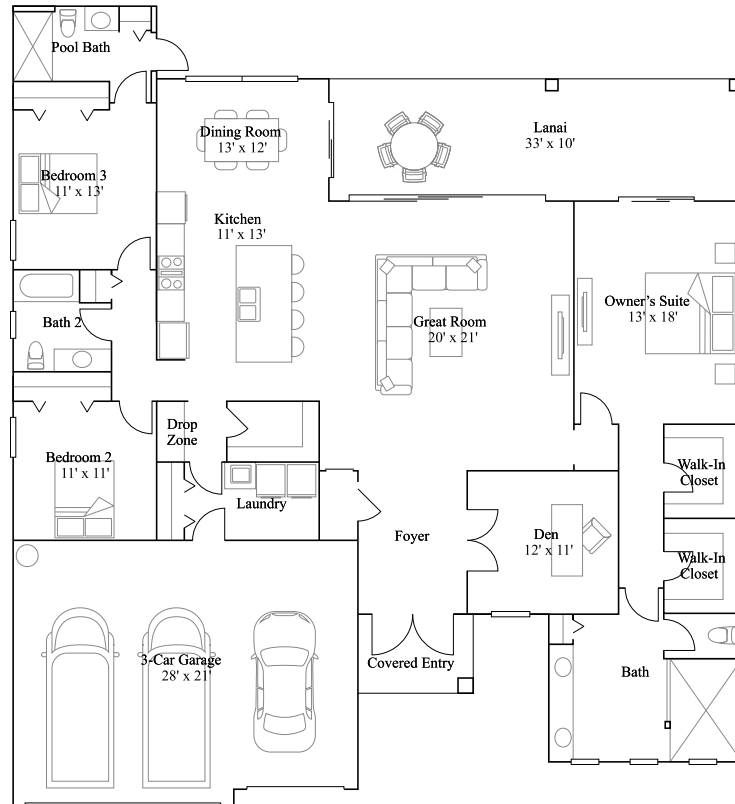 Pool Bath
Dining Room
13' x 12'
Lanai
33' x 10'
Bedroom 3
11' x 13'
Kitchen
11' x 13'
Owner's Suite
13' x 18'
Bath 2
Great Room
20' x 21'
Drop
Zone
Bedroom 2
11' x 11'
Walk-In
Closet
Laundry
Foyer
Den
12' x 11'
Walk-In
Closet
3-Car Garage
28' x 21'
Covered Entry
Bath